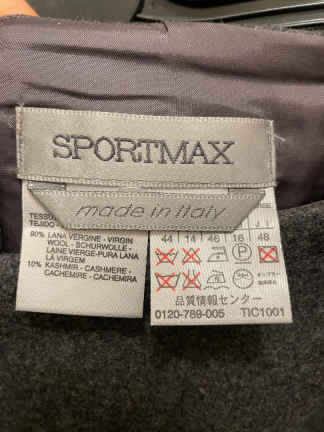 SPORTMAX
made in Italy
TESSU
TEJIDO
44 14 46 16 48
90% LANA VERGINE - VIRGIN
WOOL - SCHURWOLLE -
LAINE VIERGE-PURA LANA
LA VIRGEM
10% KASHMIR - CASHMERE -
CACHEMIRE - CACHEMIRA
P
品質情報センター
0120-789-005 TIC1001